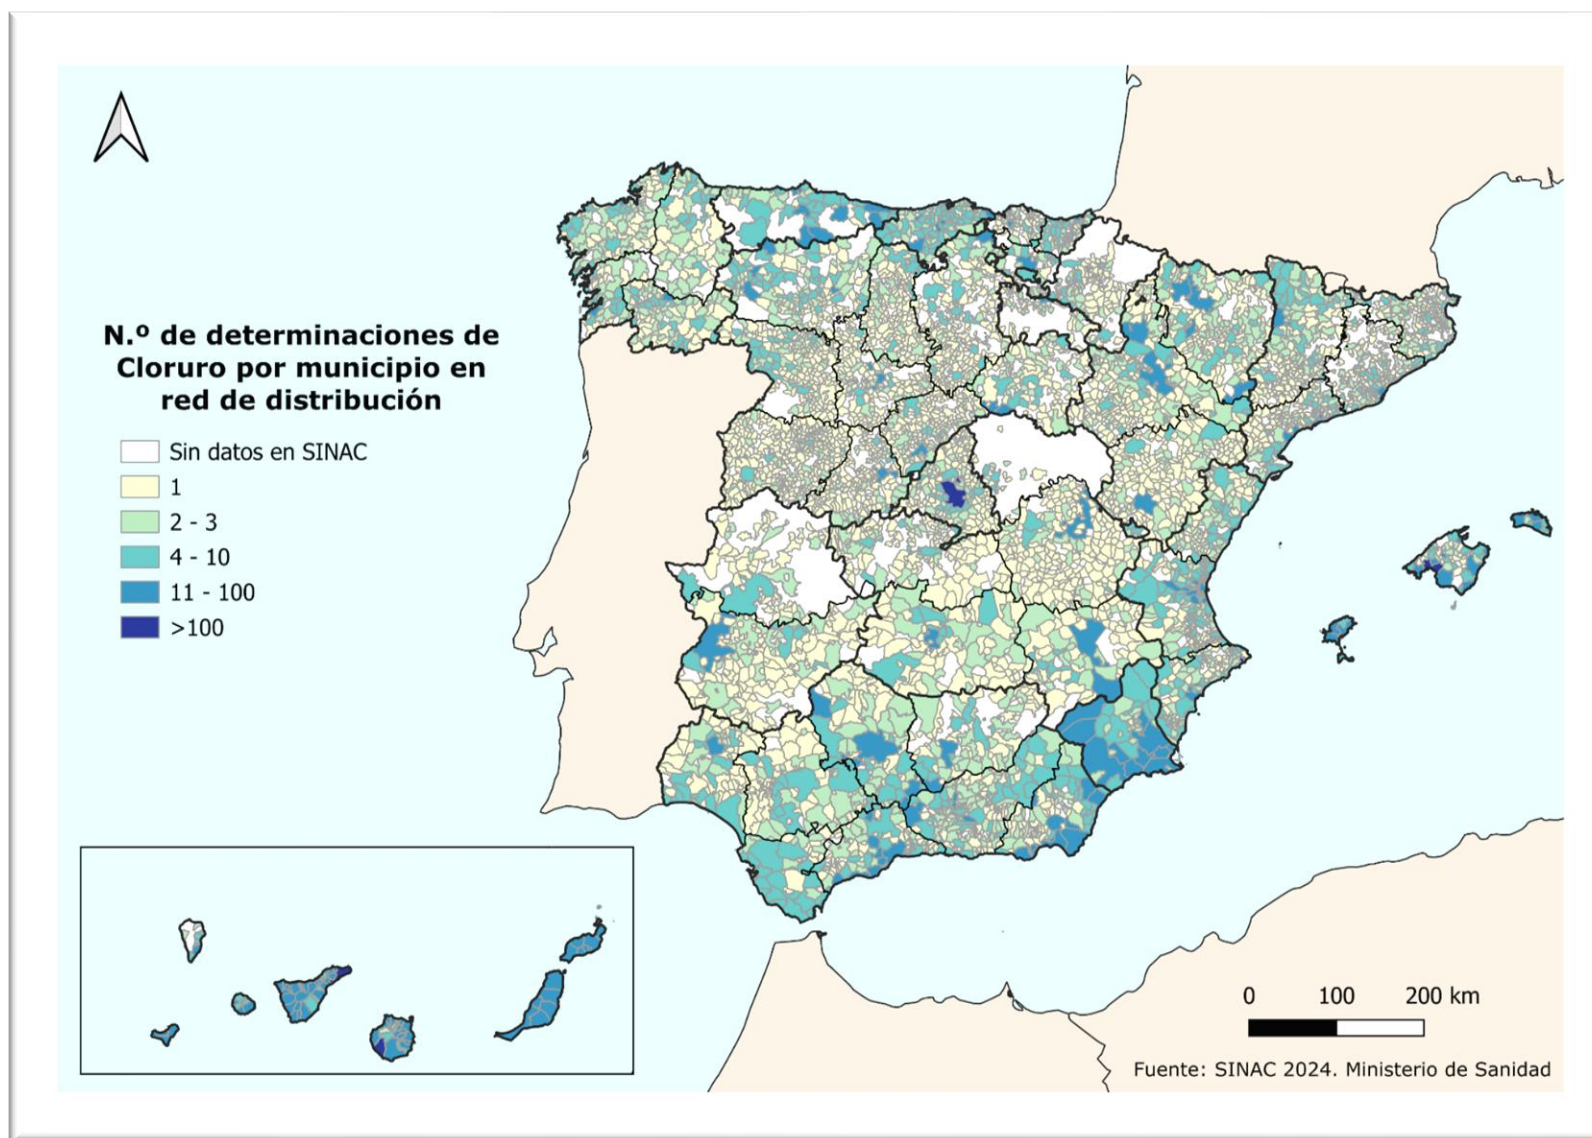 N.º de determinaciones de
Cloruro por municipio en
red de distribución
Sin datos en SINAC
1
2 - 3
4 - 10
11 - 100
>100
0 100 200 km
Fuente: SINAC 2024. Ministerio de Sanidad